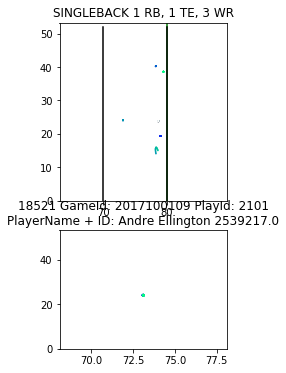 SINGLEBACK 1 RB, 1 TE, 3 WR
50
40
30
20
10
0
70 80
18521 GameId: 2017100109 PlayId: 2101
PlayerName + ID: Andre Ellington 2539217.0
40
20
0
70.0 72.5 75.0 77.5